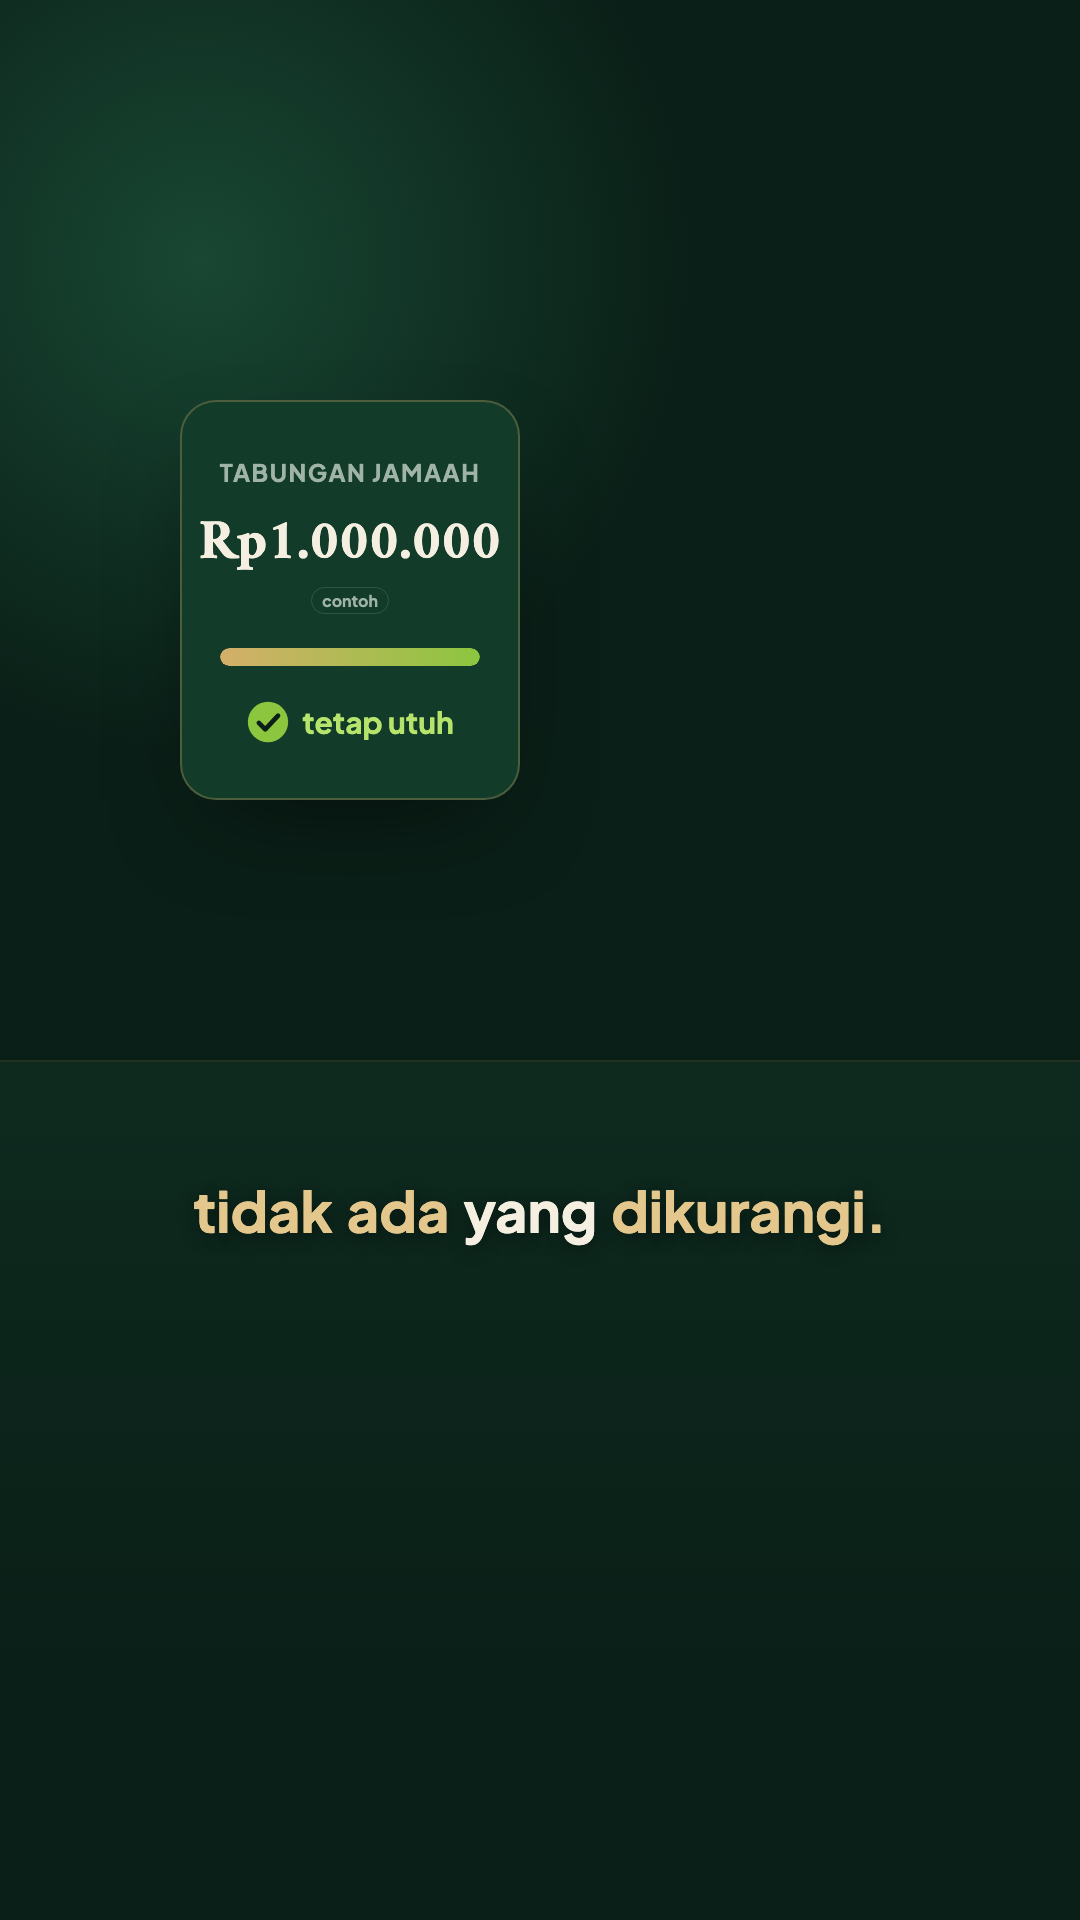 TABUNGAN JAMAAH
Rp1.000.000
contoh
tetap utuh
tidak ada yang dikurangi.